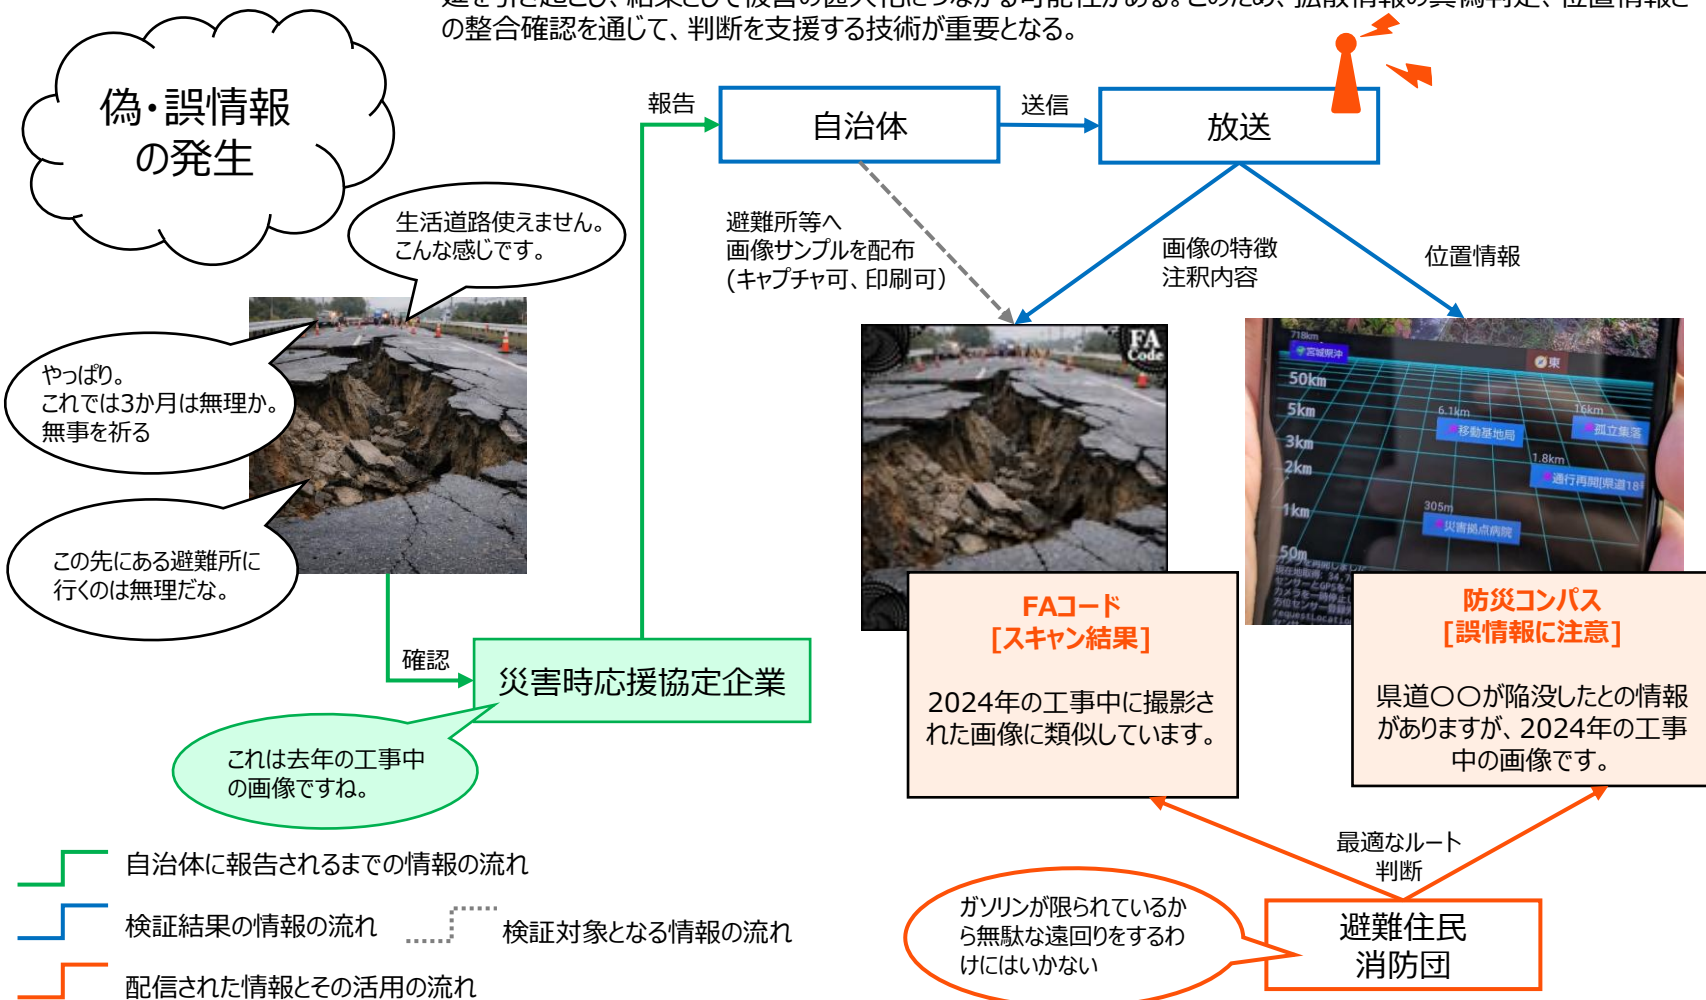 の整合確認を通じて、判断を支援する技術が重要となる。
偽・誤情報
の発生
生活道路使えません。
こんな感じです。
やっぱり。
これでは3か月は無理か。
無事を祈る
この先にある避難所に
行くのは無理だな。
確認
災害時応援協定企業
これは去年の工事中
の画像ですね。
報告
自治体
送信
放送
避難所等へ
画像サンプルを配布
(キャプチャ可、印刷可)
画像の特徴
注釈内容
位置情報
FA
Code
718km
宮城県沖
東
50km
5km
3km
2km
1km
50m
6.1km
移動基地局
16km
孤立集落
1.8km
通行再開[県道18号
305m
災害拠点病院
FAコード
[スキャン結果]
2024年の工事中に撮影さ
れた画像に類似しています。
防災コンパス
[誤情報に注意]
県道〇〇が陥没したとの情報
がありますが、2024年の工事
中の画像です。
最適なルート
判断
ガソリンが限られているか
ら無駄な遠回りをするわ
けにはいかない
避難住民
消防団
自治体に報告されるまでの情報の流れ
検証結果の情報の流れ
検証対象となる情報の流れ
配信された情報とその活用の流れ